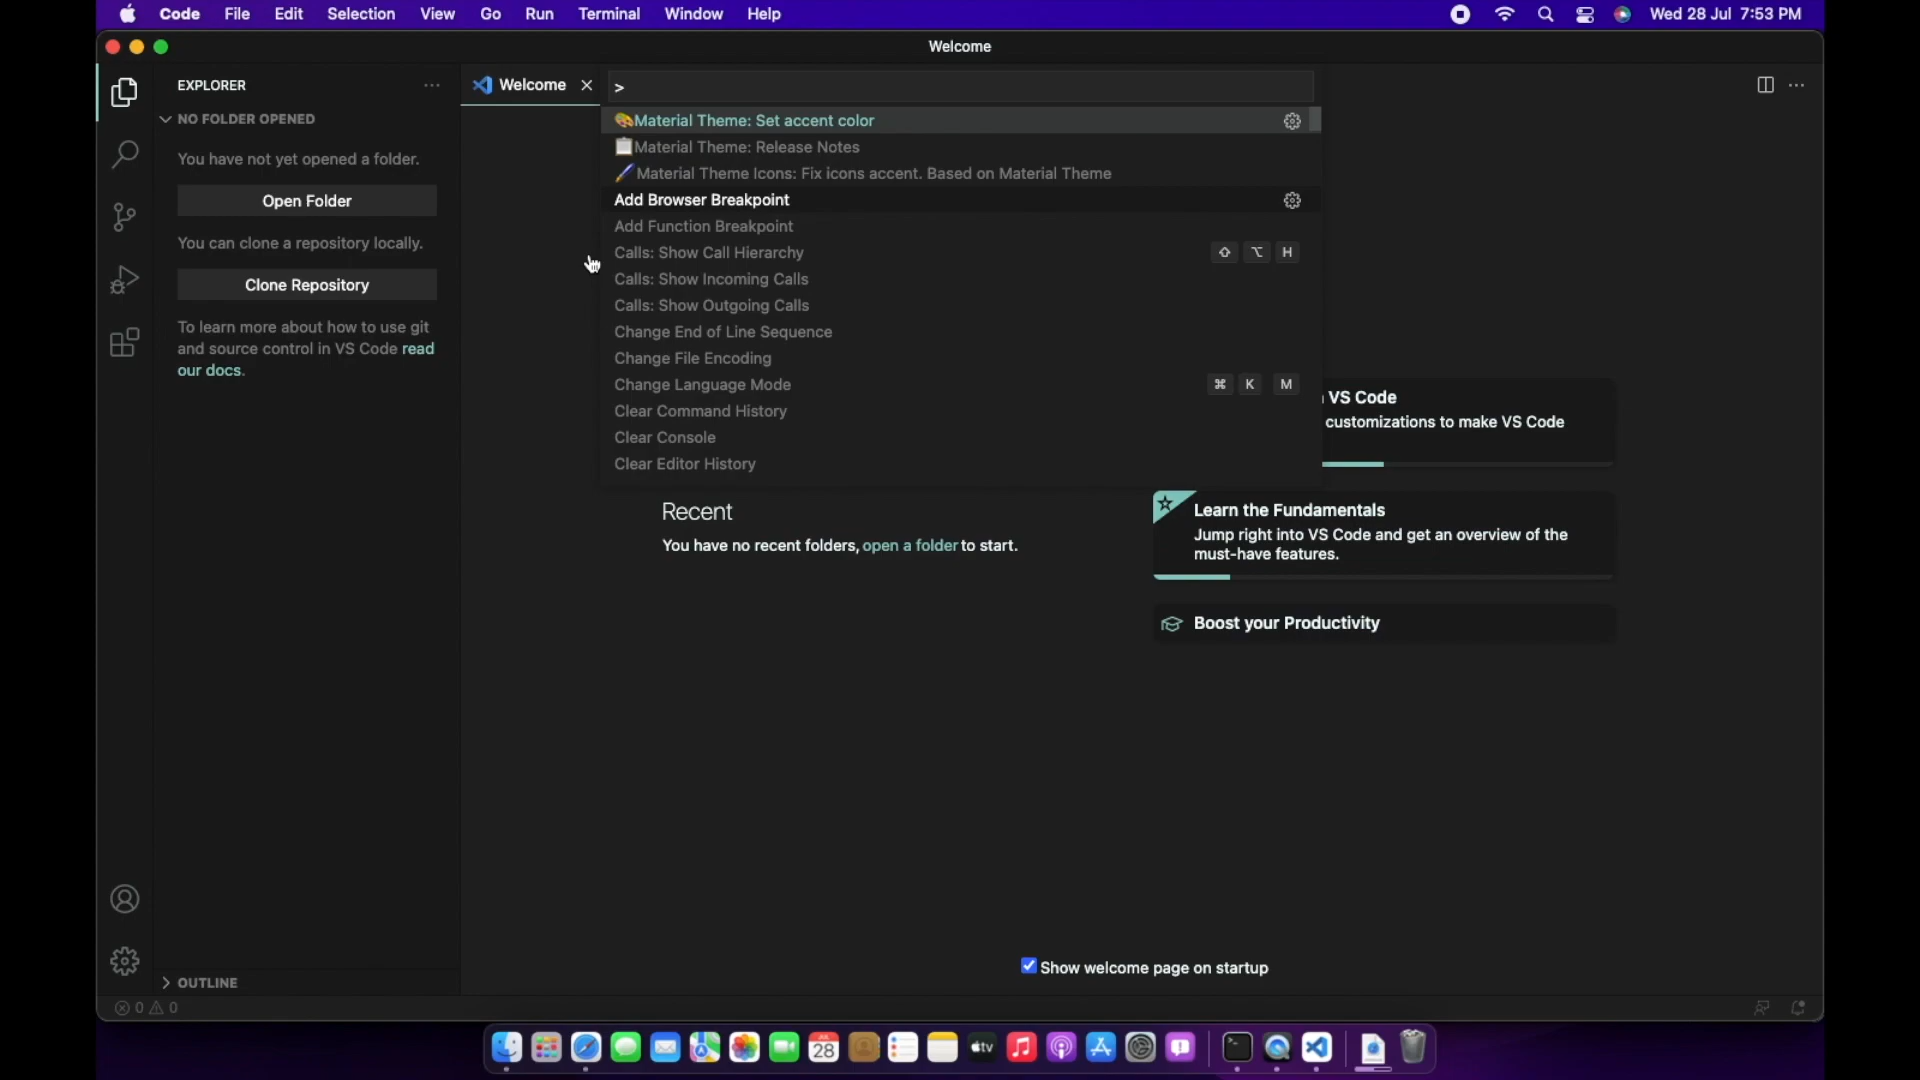 Code File Edit Selection View Go Run Terminal Window Help Wed 28 Jul 7:53 PM
Welcome
EXPLORER
NO FOLDER OPENED
You have not yet opened a folder.
Open Folder
You can clone a repository locally.
Clone Repository
To learn more about how to use git
and source control in VS Code read
our docs.
OUTLINE
0 0
Welcome
>
Material Theme: Set accent color
Material Theme: Release Notes
Material Theme Icons: Fix icons accent. Based on Material Theme
Add Browser Breakpoint
Add Function Breakpoint
Calls: Show Call Hierarchy ⇧ ⌥ H
Calls: Show Incoming Calls
Calls: Show Outgoing Calls
Change End of Line Sequence
Change File Encoding
Change Language Mode ⌘ K M
Clear Command History
Clear Console
Clear Editor History
VS Code
customizations to make VS Code
Recent
You have no recent folders, open a folder to start.
Learn the Fundamentals
Jump right into VS Code and get an overview of the
must-have features.
Boost your Productivity
Show welcome page on startup
JUL
28
tv